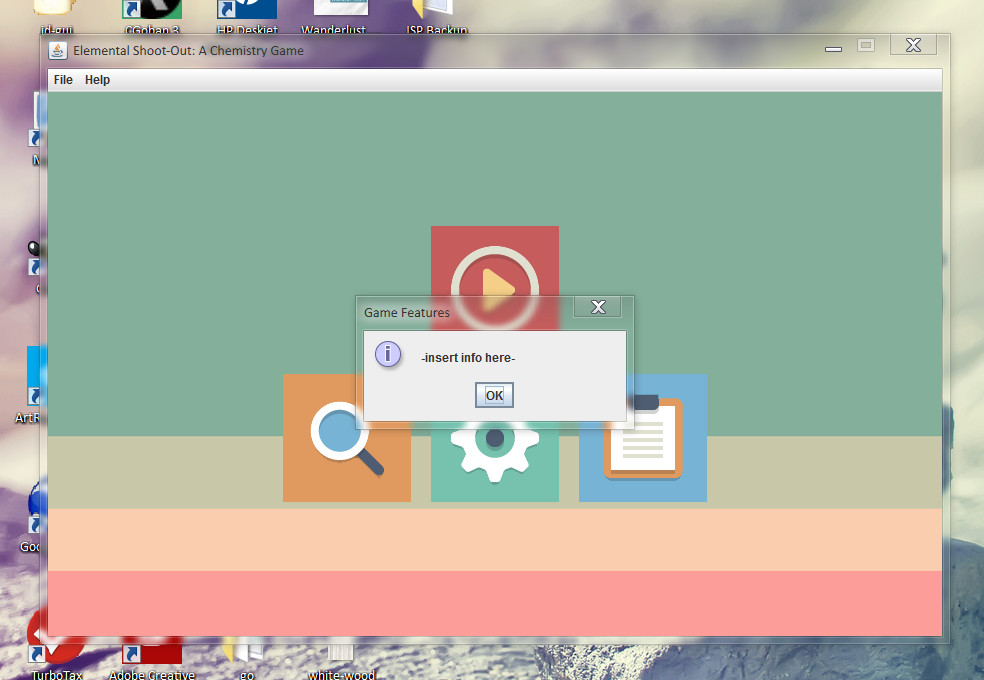 jd-gui
CGoban 3
HP Deskjet
Wanderlust
ISP Backup
Elemental Shoot-Out: A Chemistry Game
File Help
Game Features
-insert info here-
OK
ArtR
Goo
TurboTax
Adobe Creative
go
white-wood